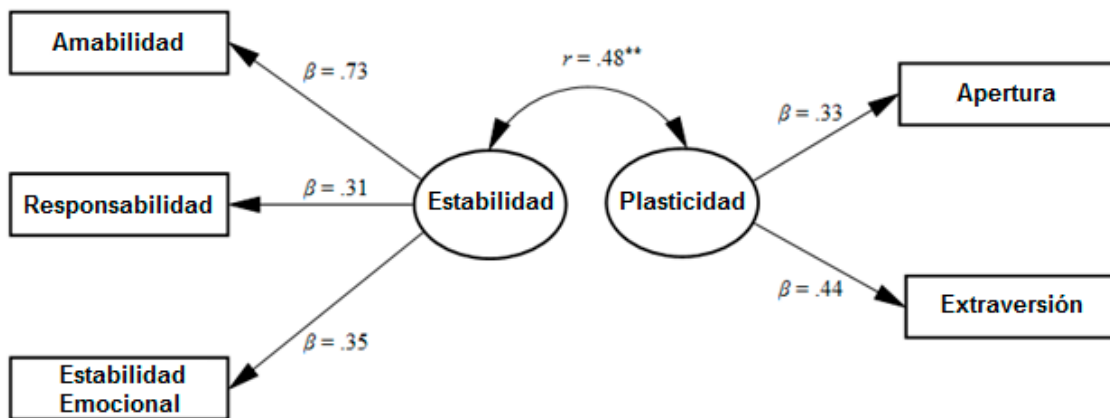 Amabilidad
β = .73
r = .48**
Apertura
β = .33
Responsabilidad
β = .31
Estabilidad
Plasticidad
β = .44
Extraversión
β = .35
Estabilidad
Emocional